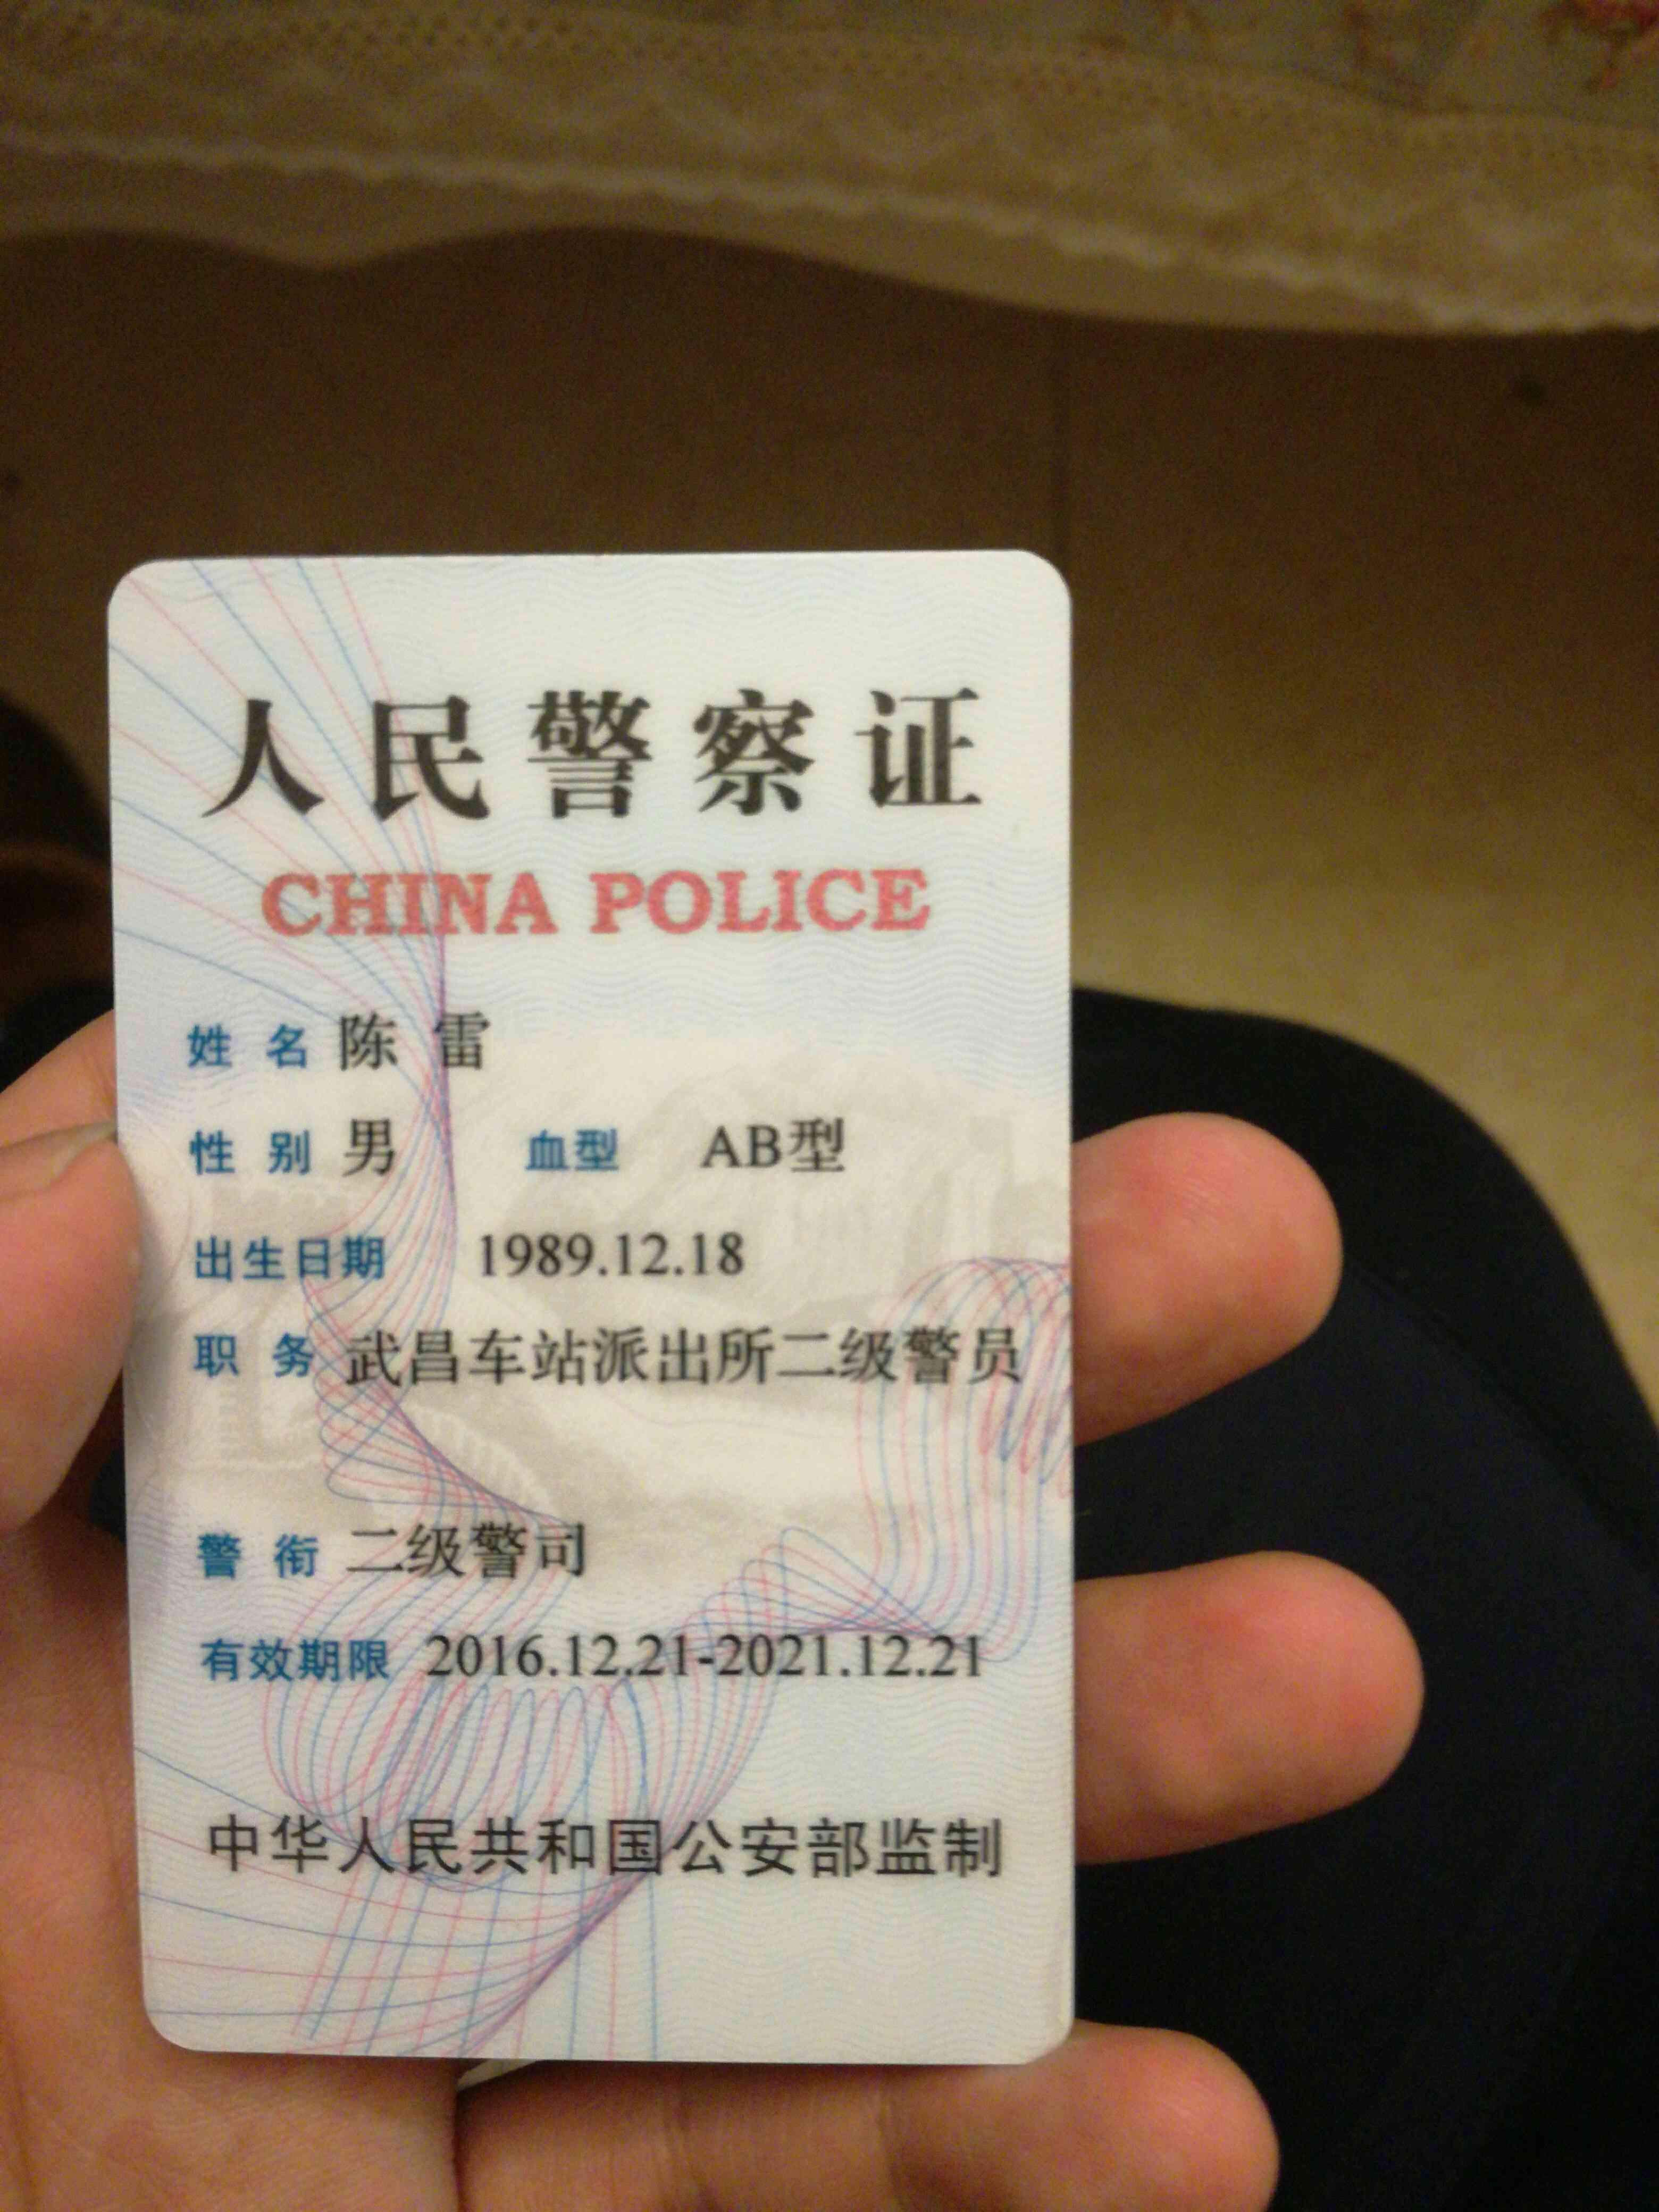 人民警察证
CHINA POLICE
姓名 陈雷
性别 男 血型 AB型
出生日期 1989.12.18
职务 武昌车站派出所二级警员
警衔 二级警司
有效期限 2016.12.21-2021.12.21
中华人民共和国公安部监制